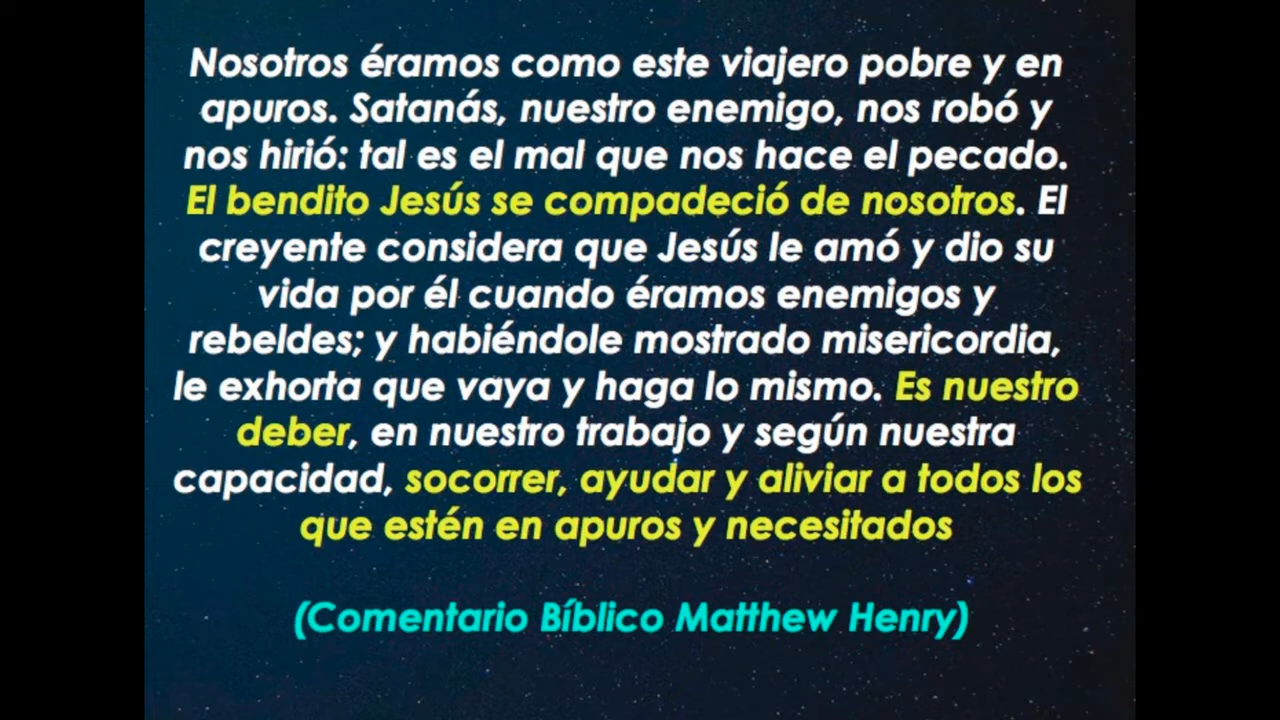 Nosotros éramos como este viajero pobre y en
apuros. Satanás, nuestro enemigo, nos robó y
nos hirió: tal es el mal que nos hace el pecado.
El bendito Jesús se compadeció de nosotros. El
creyente considera que Jesús le amó y dio su
vida por él cuando éramos enemigos y
rebeldes; y habiéndole mostrado misericordia,
le exhorta que vaya y haga lo mismo. Es nuestro
deber, en nuestro trabajo y según nuestra
capacidad, socorrer, ayudar y aliviar a todos los
que estén en apuros y necesitados
(Comentario Bíblico Matthew Henry)